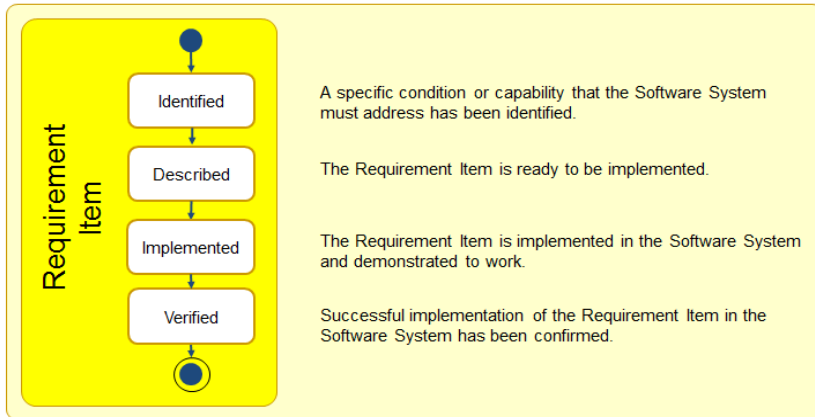 Requirement
Item
Identified
A specific condition or capability that the Software System
must address has been identified.
Described
The Requirement Item is ready to be implemented.
Implemented
The Requirement Item is implemented in the Software System
and demonstrated to work.
Verified
Successful implementation of the Requirement Item in the
Software System has been confirmed.